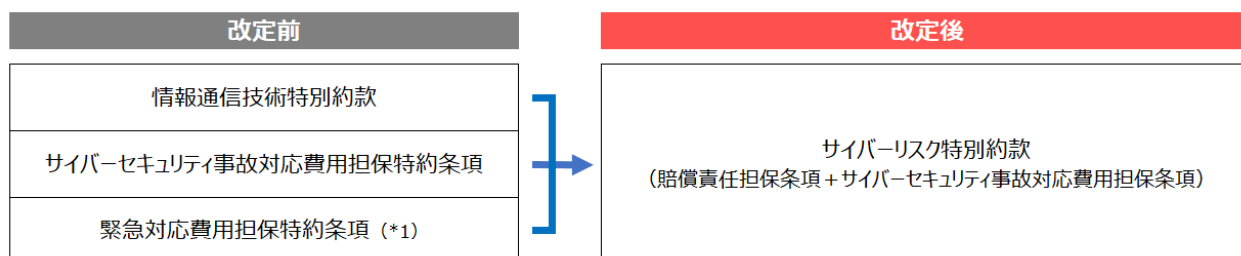 改定前
改定後
情報通信技術特別約款
サイバーセキュリティ事故対応費用担保特約条項
緊急対応費用担保特約条項（*1）
サイバーリスク特別約款
（賠償責任担保条項＋サイバーセキュリティ事故対応費用担保条項）